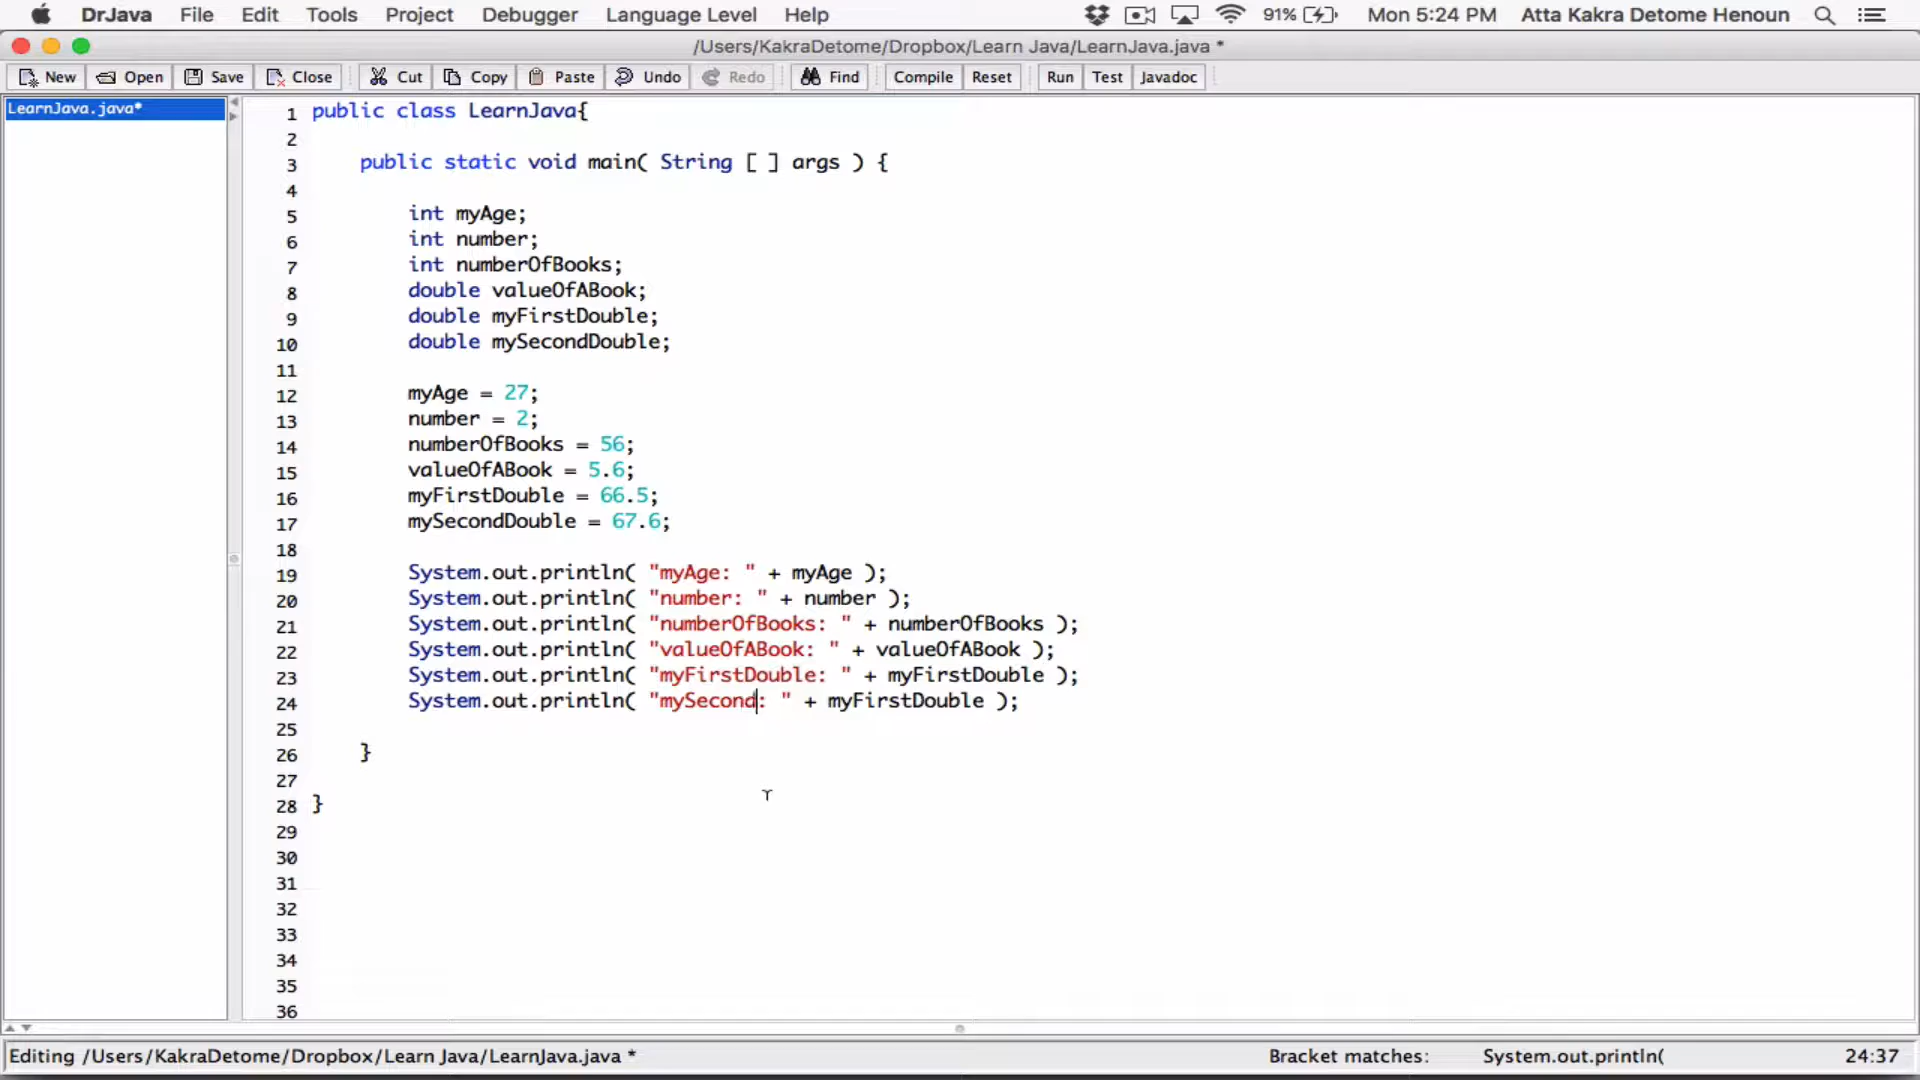 DrJava File Edit Tools Project Debugger Language Level Help 91% Mon 5:24 PM Atta Kakra Detome Henoun
/Users/KakraDetome/Dropbox/Learn Java/LearnJava.java *
New Open Save Close Cut Copy Paste Undo Redo Find Compile Reset Run Test Javadoc
LearnJava.java*
1 public class LearnJava{
2
3 public static void main( String [ ] args ) {
4
5 int myAge;
6 int number;
7 int numberOfBooks;
8 double valueOfABook;
9 double myFirstDouble;
10 double mySecondDouble;
11
12 myAge = 27;
13 number = 2;
14 numberOfBooks = 56;
15 valueOfABook = 5.6;
16 myFirstDouble = 66.5;
17 mySecondDouble = 67.6;
18
19 System.out.println( "myAge: " + myAge );
20 System.out.println( "number: " + number );
21 System.out.println( "numberOfBooks: " + numberOfBooks );
22 System.out.println( "valueOfABook: " + valueOfABook );
23 System.out.println( "myFirstDouble: " + myFirstDouble );
24 System.out.println( "mySecond: " + myFirstDouble );
25
26 }
27
28 }
29
30
31
32
33
34
35
36
Editing /Users/KakraDetome/Dropbox/Learn Java/LearnJava.java * Bracket matches: System.out.println( 24:37